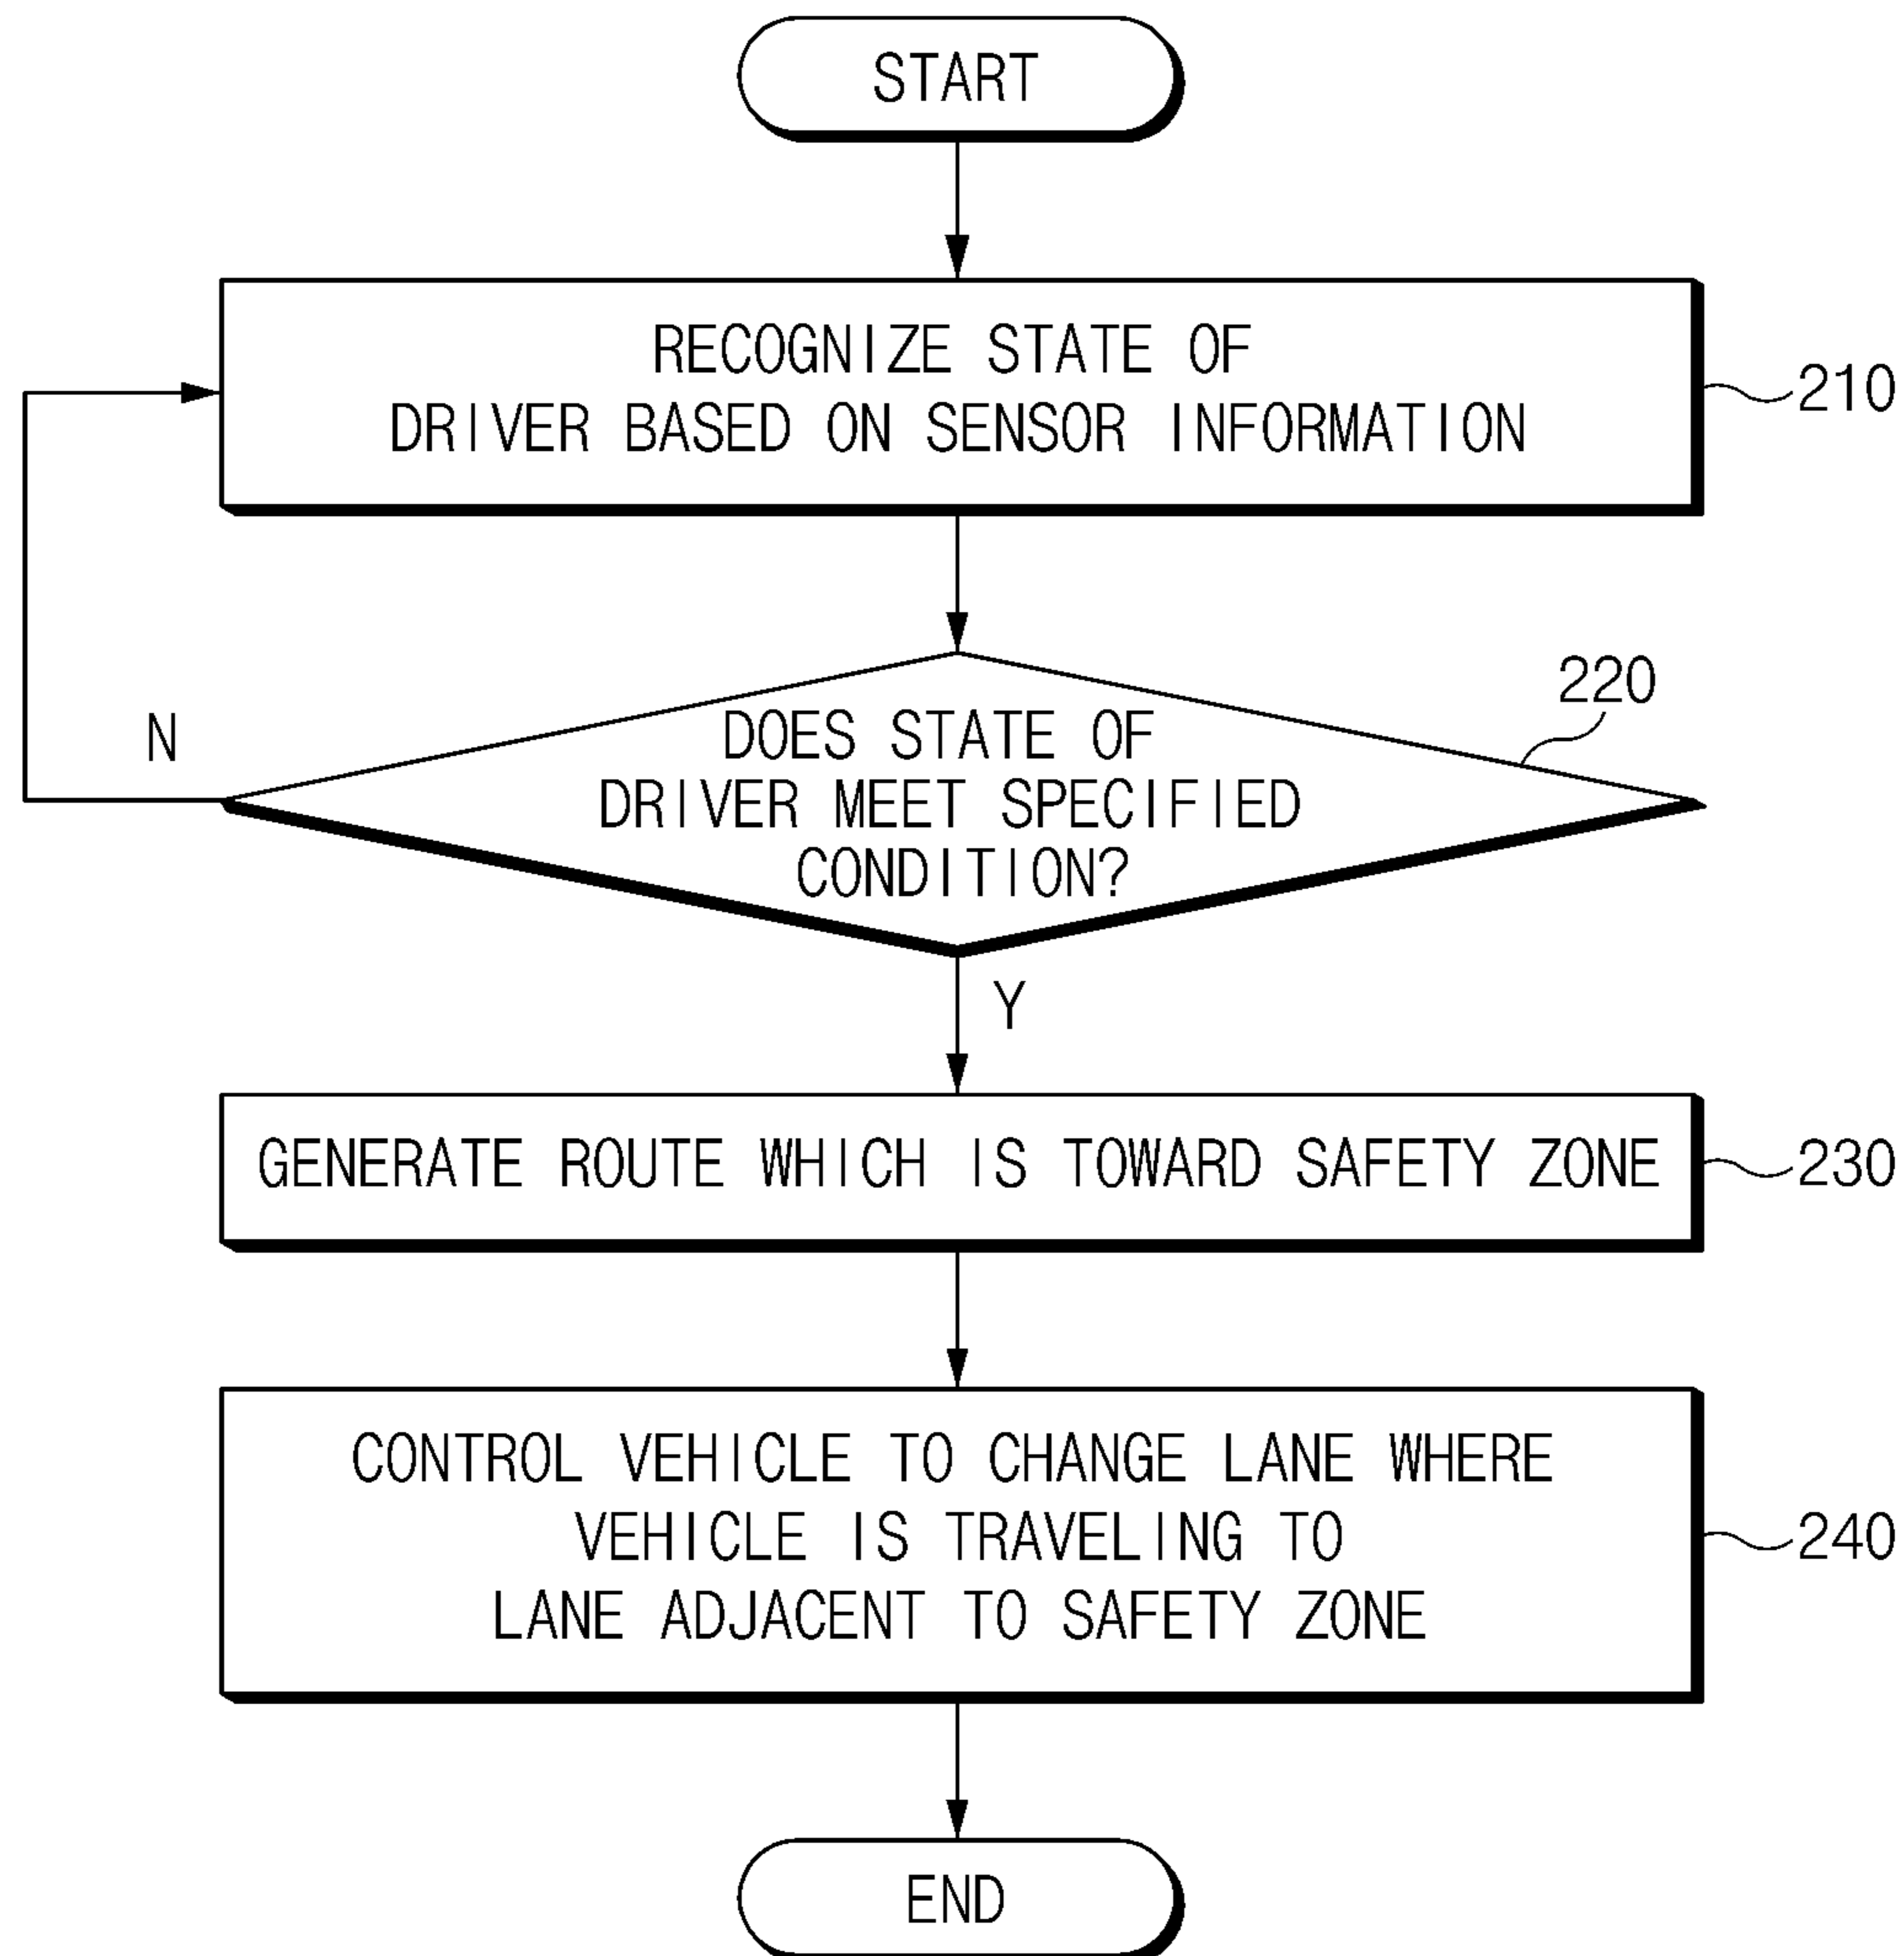 START
RECOGNIZE STATE OF
DRIVER BASED ON SENSOR INFORMATION
210
220
DOES STATE OF
DRIVER MEET SPECIFIED
CONDITION?
N
Y
GENERATE ROUTE WHICH IS TOWARD SAFETY ZONE
230
CONTROL VEHICLE TO CHANGE LANE WHERE
VEHICLE IS TRAVELING TO
LANE ADJACENT TO SAFETY ZONE
240
END